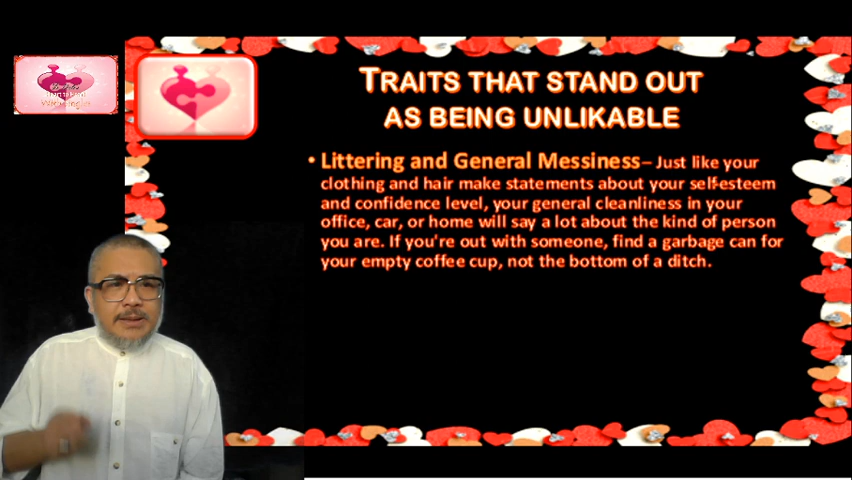 TRAITS THAT STAND OUT
AS BEING UNLIKABLE
• Littering and General Messiness– Just like your
clothing and hair make statements about your self-esteem
and confidence level, your general cleanliness in your
office, car, or home will say a lot about the kind of person
you are. If you're out with someone, find a garbage can for
your empty coffee cup, not the bottom of a ditch.